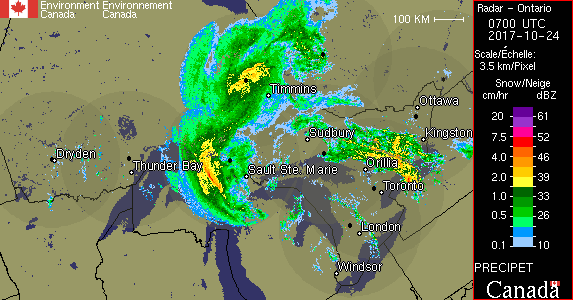 Environment Environnement
Canada Canada
100 KM
Timmins
Ottawa
Sudbury
Kingston
Dryden
Thunder Bay
Sault Ste. Marie
Orillia
Toronto
London
Windsor
Radar - Ontario
0700 UTC
2017-10-24
Scale/Échelle:
3.5 km/Pixel
Snow/Neige
cm/hr dBZ
20 61
10 57
7.5 52
4.0 46
2.0 39
1.0 33
0.5 26
0.1 10
PRECIPET
Canada